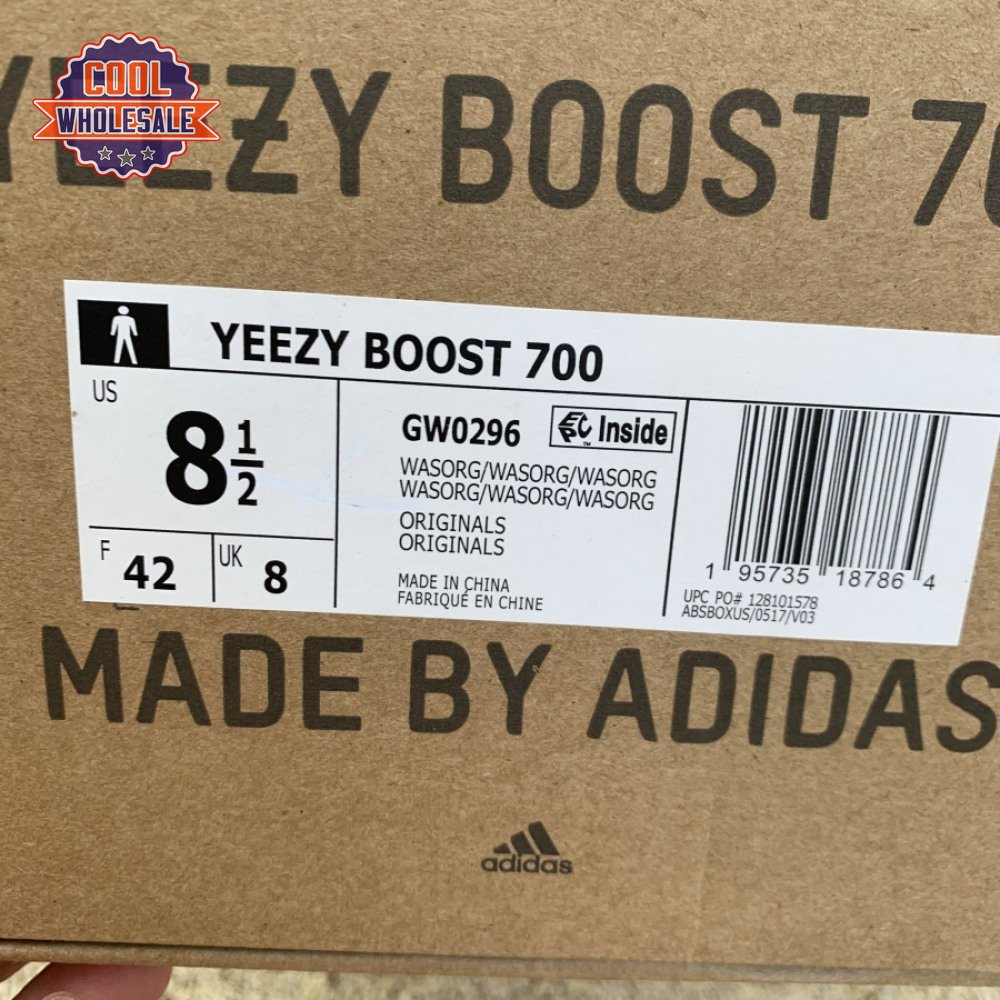 COOL
WHOLESALE
YEEZY BOOST 70
YEEZY BOOST 700
US
8 1/2
F 42
UK 8
GW0296
EPC Inside
™
WASORG/WASORG/WASORG
WASORG/WASORG/WASORG
ORIGINALS
ORIGINALS
MADE IN CHINA
FABRIQUÉ EN CHINE
1 95735 18786 4
UPC PO# 128101578
ABSBOXUS/0517/V03
MADE BY ADIDAS
adidas